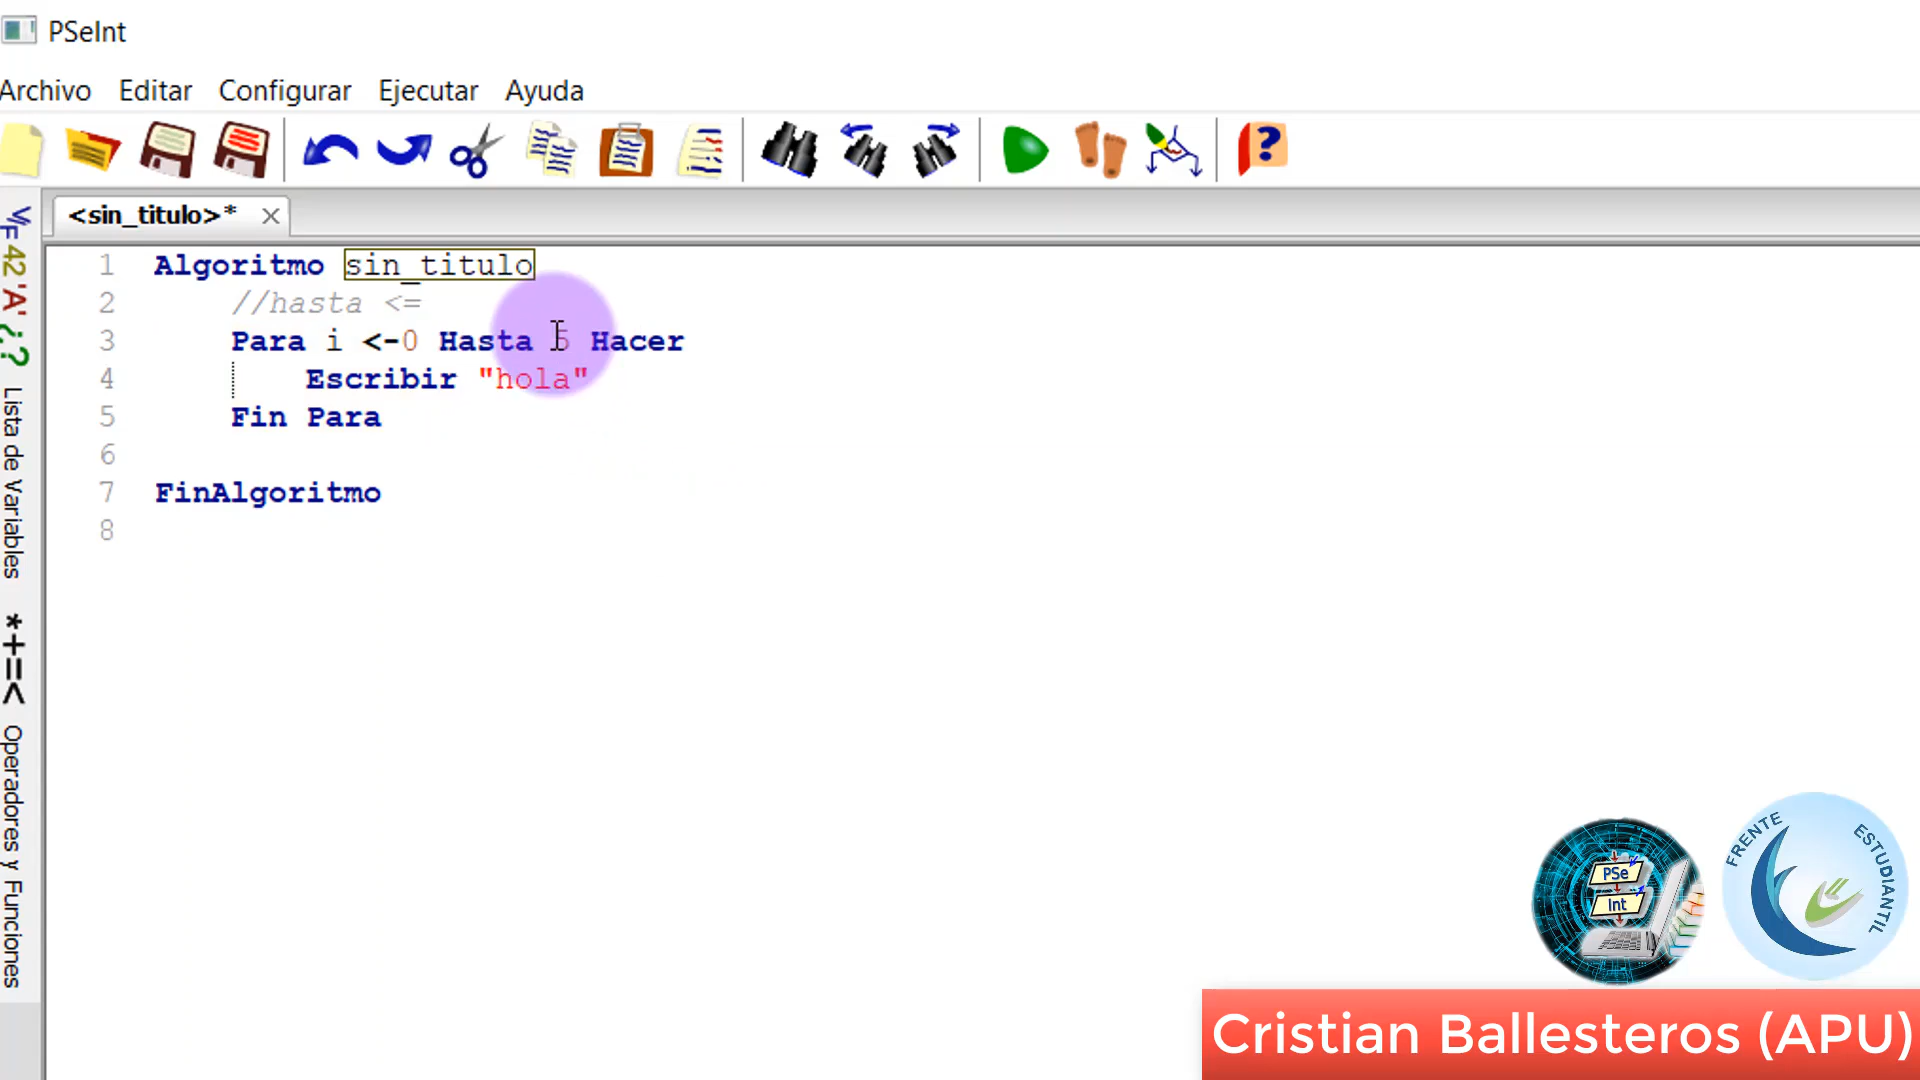 PSeInt
Archivo Editar Configurar Ejecutar Ayuda
<sin_titulo>*
1 Algoritmo sin_titulo
2 //hasta <=
3 Para i <-0 Hasta 5 Hacer
4 Escribir "hola"
5 Fin Para
6
7 FinAlgoritmo
8
42 'A' ¿?
Lista de Variables
*+=<
Operadores y Funciones
PSe
Int
FRENTE ESTUDIANTIL
Cristian Ballesteros (APU)